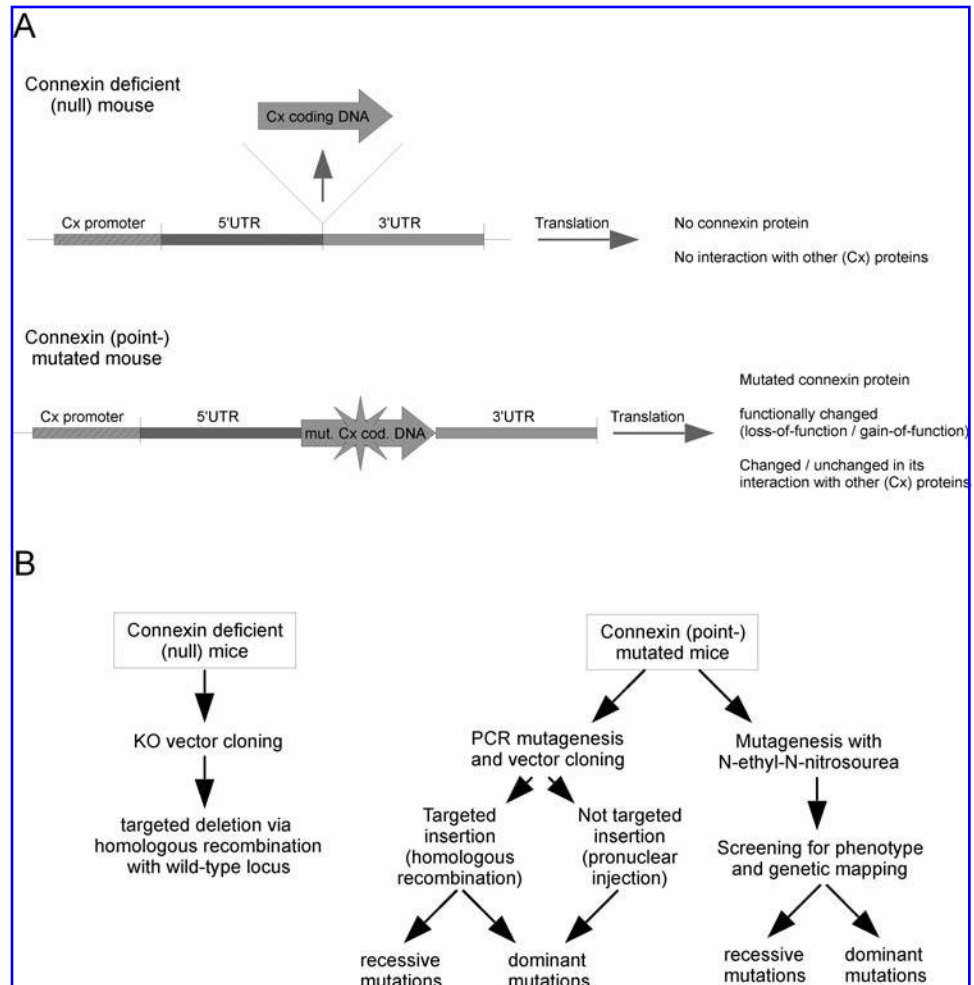 A
Connexin deficient
(null) mouse
Cx coding DNA
Cx promoter
5'UTR
3'UTR
Translation
No connexin protein
No interaction with other (Cx) proteins
Connexin (point-)
mutated mouse
Cx promoter
5'UTR
mut. Cx cod. DNA
3'UTR
Translation
Mutated connexin protein
functionally changed
(loss-of-function / gain-of-function)
Changed / unchanged in its
interaction with other (Cx) proteins
B
Connexin deficient
(null) mice
KO vector cloning
targeted deletion via
homologous recombination
with wild-type locus
Connexin (point-)
mutated mice
PCR mutagenesis
and vector cloning
Targeted
insertion
(homologous
recombination)
Not targeted
insertion
(pronuclear
injection)
recessive
mutations
dominant
mutations
Mutagenesis with
N-ethyl-N-nitrosourea
Screening for phenotype
and genetic mapping
recessive
mutations
dominant
mutations